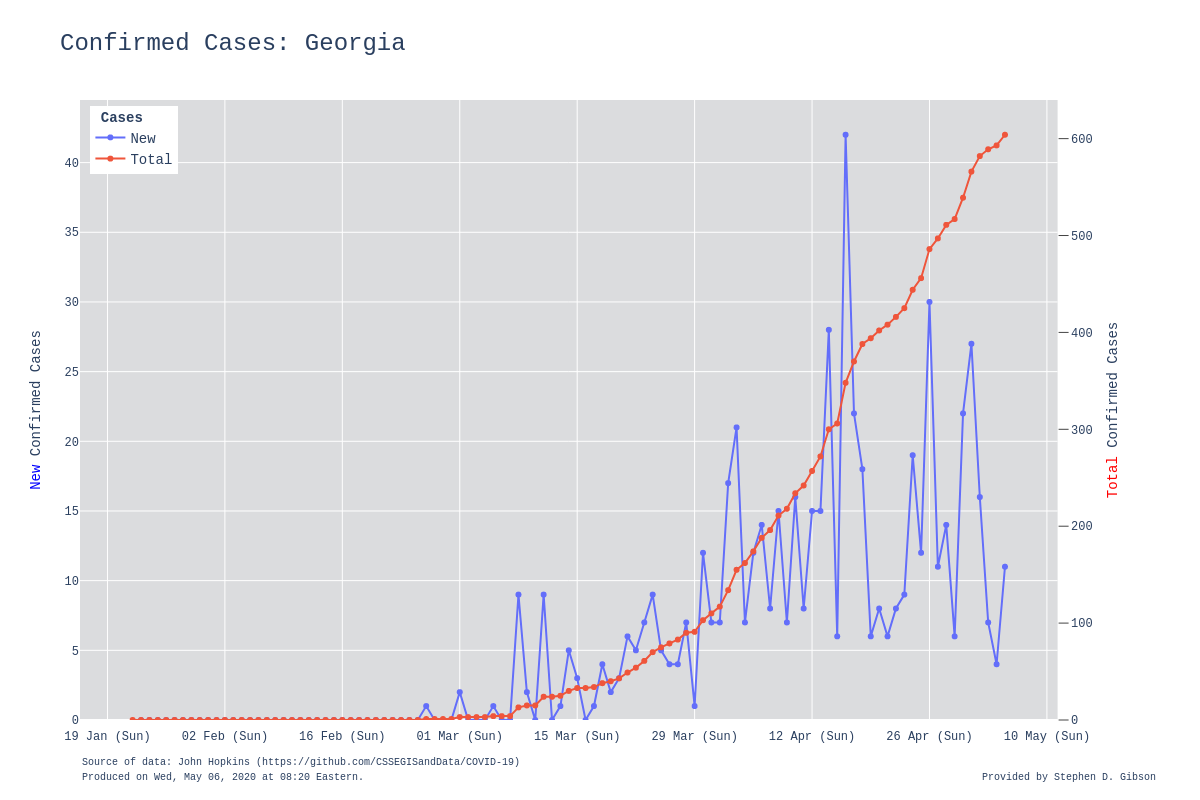 Confirmed Cases: Georgia
Cases
New
Total
40
35
30
25
20
15
10
5
0
New Confirmed Cases
600
500
400
300
200
100
0
Total Confirmed Cases
19 Jan (Sun) 02 Feb (Sun) 16 Feb (Sun) 01 Mar (Sun) 15 Mar (Sun) 29 Mar (Sun) 12 Apr (Sun) 26 Apr (Sun) 10 May (Sun)
Source of data: John Hopkins (https://github.com/CSSEGISandData/COVID-19)
Produced on Wed, May 06, 2020 at 08:20 Eastern.
Provided by Stephen D. Gibson